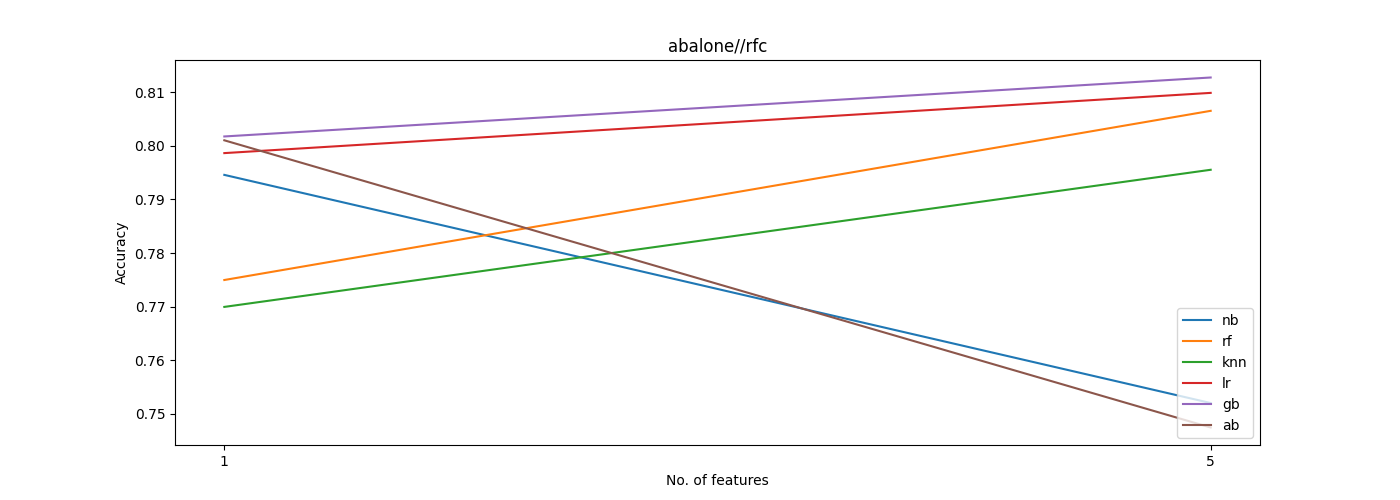 abalone//rfc
Accuracy
0.81
0.80
0.79
0.78
0.77
0.76
0.75
1
5
No. of features
nb
rf
knn
lr
gb
ab